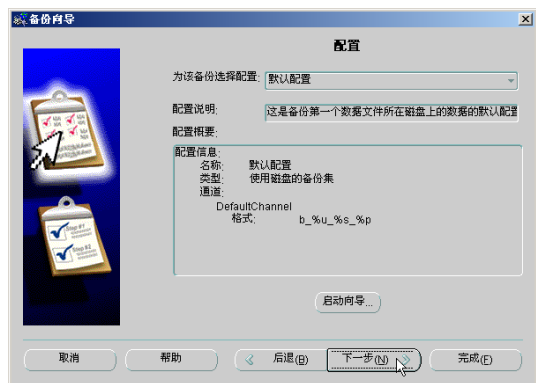 备份向导
配置
为该备份选择配置: 默认配置
配置说明: 这是备份第一个数据文件所在磁盘上的数据的默认配置
配置概要:
配置信息:
名称: 默认配置
类型: 使用磁盘的备份集
通道:
DefaultChannel
格式: b_%u_%s_%p
启动向导...
取消 帮助 后退(B) 下一步(N) 完成(F)
Step #1
Step #2